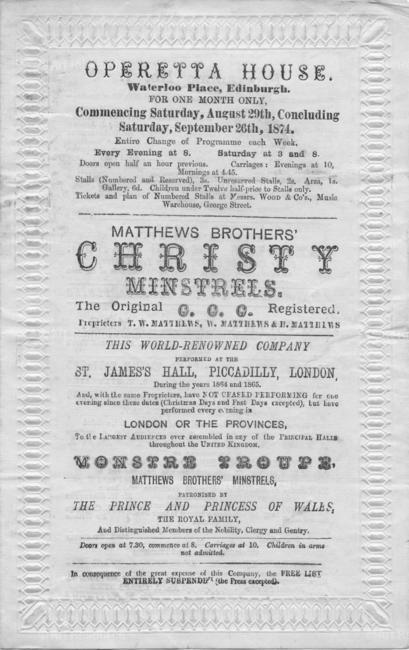 OPERETTA HOUSE.
Waterloo Place, Edinburgh.
FOR ONE MONTH ONLY,
Commencing Saturday, August 29th, Concluding
Saturday, September 26th, 1874.
Entire Change of Programme each Week.
Every Evening at 8. Saturday at 3 and 8.
Doors open half an hour previous. Carriages: Evenings at 10,
Mornings at 4.45.
Stalls (Numbered and Reserved), 3s. Unreserved Stalls, 2s. Area, 1s.
Gallery, 6d. Children under Twelve half-price to Stalls only.
Tickets and plan of Numbered Stalls at Messrs. WOOD & Co's., Music
Warehouse, George Street.
MATTHEWS BROTHERS'
CHRISTY
MINSTRELS.
The Original C. C. C. Registered.
Proprietors T. W. MATTHEWS, W. MATTHEWS & H. MATTHEWS
THIS WORLD-RENOWNED COMPANY
PERFORMED AT THE
ST. JAMES'S HALL, PICCADILLY, LONDON,
During the years 1864 and 1865.
And, with the same Proprietors, have NOT CEASED PERFORMING for one
evening since these dates (Christmas Days and Fast Days excepted), but have
performed every evening in
LONDON OR THE PROVINCES,
To the LARGEST AUDIENCES ever assembled in any of the PRINCIPAL HALLS
throughout the UNITED KINGDOM.
MONSTRE TROUPE,
MATTHEWS BROTHERS' MINSTRELS,
PATRONISED BY
THE PRINCE AND PRINCESS OF WALES,
THE ROYAL FAMILY,
And Distinguished Members of the Nobility, Clergy and Gentry.
Doors open at 7.30, commence at 8. Carriages at 10. Children in arms
not admitted.
In consequence of the great expense of this Company, the FREE LIST
ENTIRELY SUSPENDED (the Press excepted).